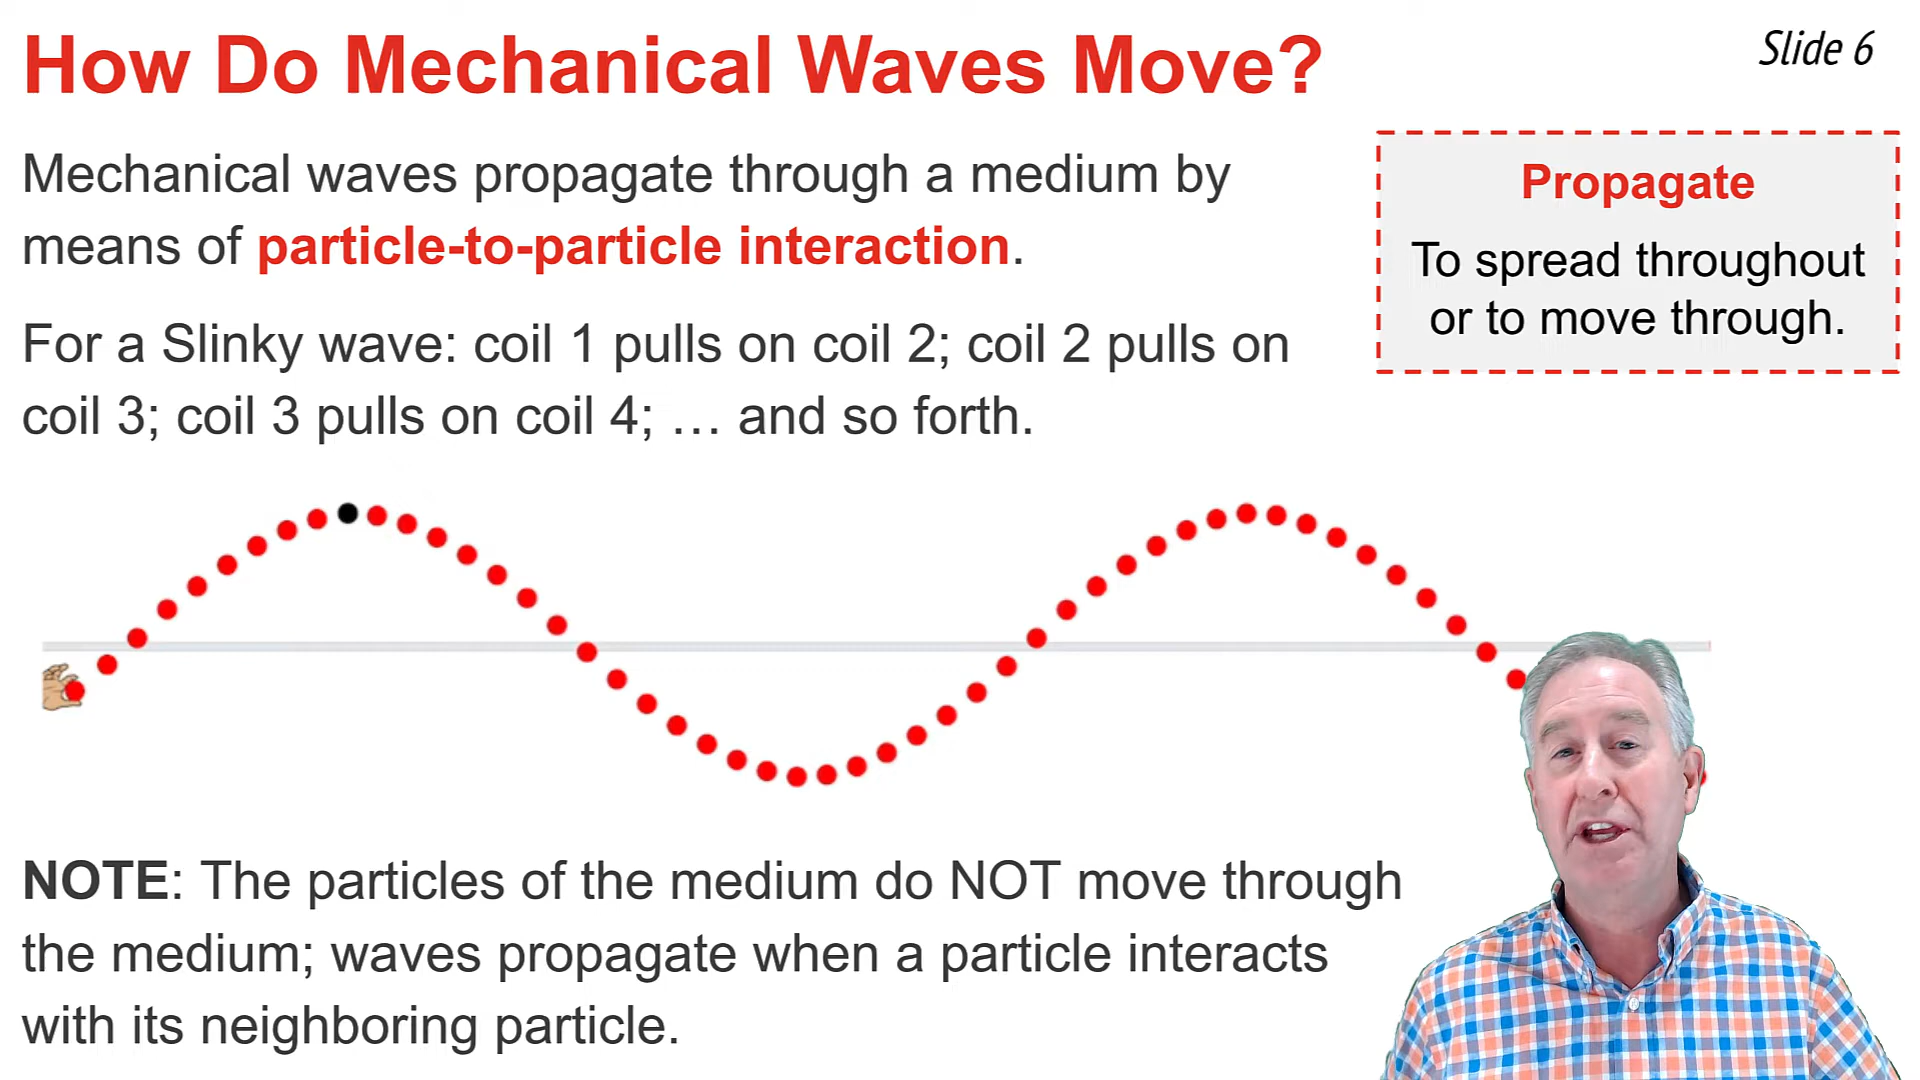 How Do Mechanical Waves Move?
Slide 6
Mechanical waves propagate through a medium by
means of particle-to-particle interaction.
Propagate
To spread throughout
or to move through.
For a Slinky wave: coil 1 pulls on coil 2; coil 2 pulls on
coil 3; coil 3 pulls on coil 4; … and so forth.
NOTE: The particles of the medium do NOT move through
the medium; waves propagate when a particle interacts
with its neighboring particle.